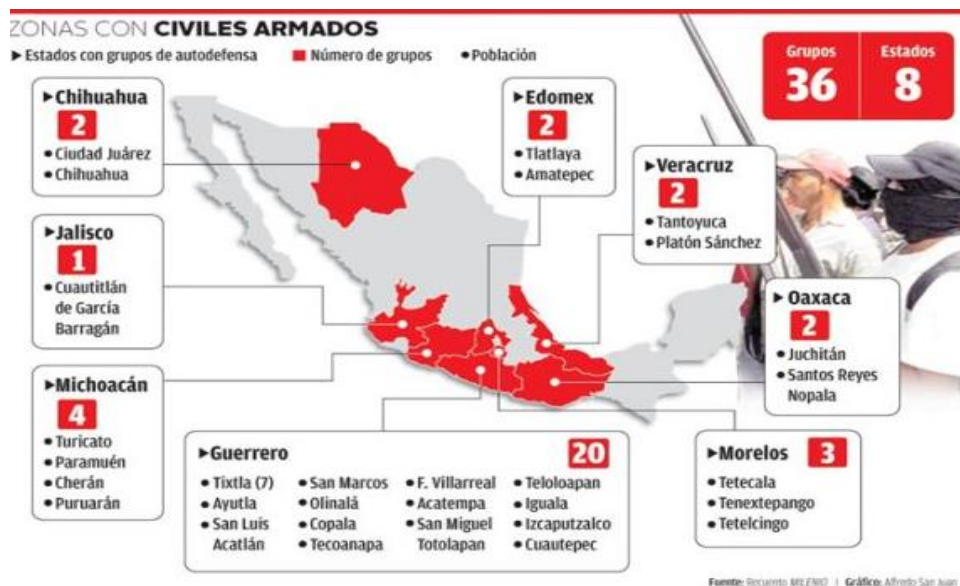 ZONAS CON CIVILES ARMADOS
▶Estados con grupos de autodefensa ■ Número de grupos •Población
Grupos
36
Estados
8
▶Chihuahua
2
• Ciudad Juárez
• Chihuahua
▶Edomex
2
• Tlatlaya
• Amatepec
▶Veracruz
2
• Tantoyuca
• Platón Sánchez
▶Jalisco
1
• Cuautitlán
de García
Barragán
▶Oaxaca
2
• Juchitán
• Santos Reyes
Nopala
▶Michoacán
4
• Turicato
• Paramuén
• Cherán
• Puruarán
▶Guerrero
20
• Tixtla (7)
• Ayutla
• San Luis
Acatlán
• San Marcos
• Olinalá
• Copala
• Tecoanapa
• F. Villarreal
• Acatempa
• San Miguel
Totolapan
• Teloloapan
• Iguala
• Izcaputzalco
• Cuautepec
▶Morelos
3
• Tetecala
• Tenextepango
• Tetelcingo
Fuente: Recuento MILENIO | Gráfico: Alfredo San Juan